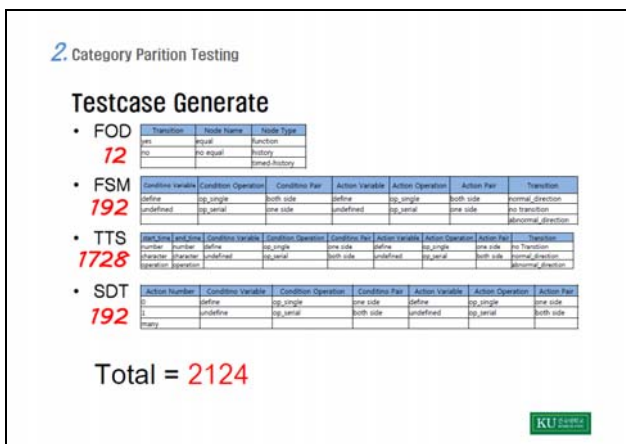 2. Category Parition Testing
Testcase Generate
• FOD
12
Transition Node Name Node Type
yes equal function
no no equal history
timed-history
• FSM
192
Conditino Variable Condition Operation Conditino Pair Action Variable Action Operation Action Pair Transition
define op_single both side define op_single both side normal_direction
undefined op_serial one side undefined op_serial one side no transition
abnormal_direction
• TTS
1728
start_time end_time Conditino Variable Condition Operation Conditino Pair Action Variable Action Operation Action Pair Transition
number number define op_single one side define op_single one side no Transition
character character undefined op_serial both side undefined op_serial both side normal_direction
operation operation abnormal_direction
• SDT
192
Action Number Conditino Variable Condition Operation Conditino Pair Action Variable Action Operation Action Pair
0 define op_single one side define op_single one side
1 undefine op_serial both side undefined op_serial both side
many
Total = 2124
KU